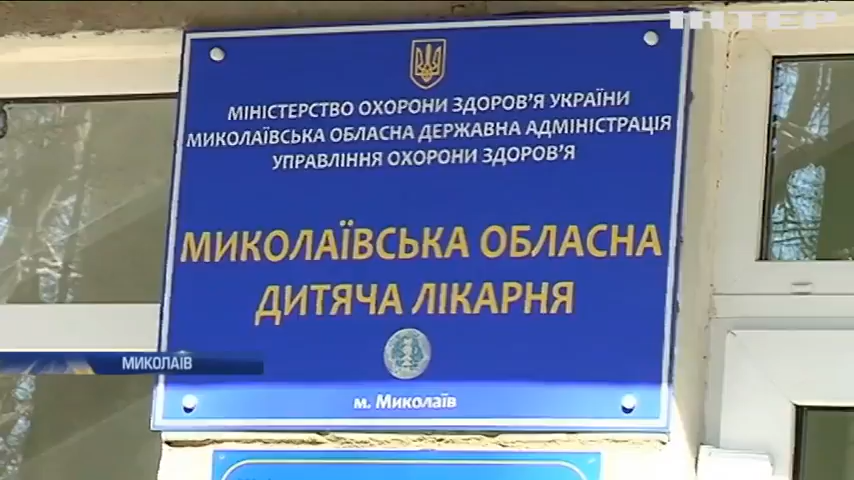 ІНТЕР
МІНІСТЕРСТВО ОХОРОНИ ЗДОРОВ'Я УКРАЇНИ
МИКОЛАЇВСЬКА ОБЛАСНА ДЕРЖАВНА АДМІНІСТРАЦІЯ
УПРАВЛІННЯ ОХОРОНИ ЗДОРОВ'Я
МИКОЛАЇВСЬКА ОБЛАСНА
ДИТЯЧА ЛІКАРНЯ
МИКОЛАЇВ
м. Миколаїв